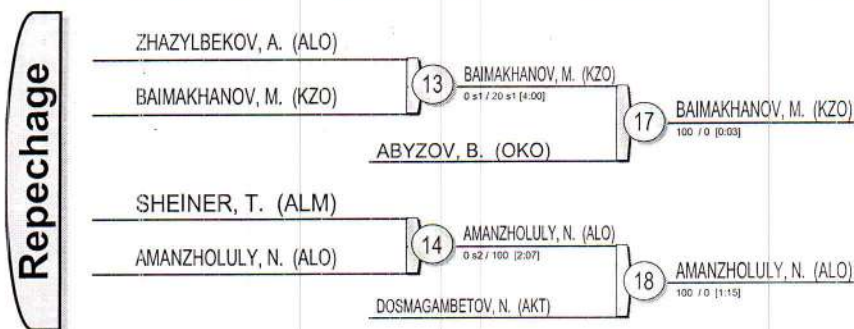 Repechage
ZHAZYLBEKOV, A. (ALO)
BAIMAKHANOV, M. (KZO)
13
BAIMAKHANOV, M. (KZO)
0 s1 / 20 s1 [4:00]
ABYZOV, B. (OKO)
17
BAIMAKHANOV, M. (KZO)
100 / 0 [0:03]
SHEINER, T. (ALM)
AMANZHOLULY, N. (ALO)
14
AMANZHOLULY, N. (ALO)
0 s2 / 100 [2:07]
DOSMAGAMBETOV, N. (AKT)
18
AMANZHOLULY, N. (ALO)
100 / 0 [1:15]